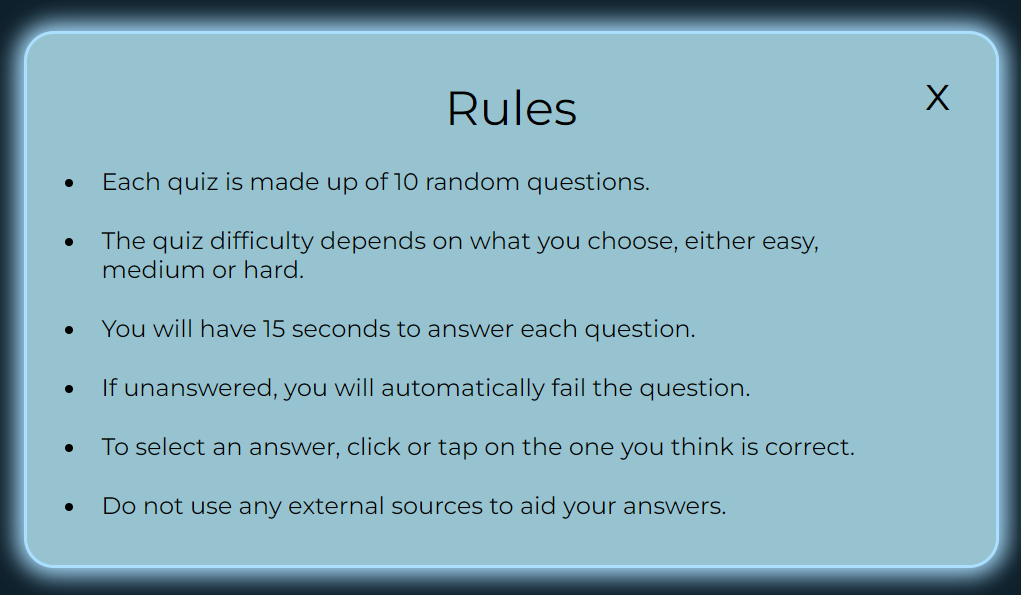 Rules
X
• Each quiz is made up of 10 random questions.
• The quiz difficulty depends on what you choose, either easy,
medium or hard.
• You will have 15 seconds to answer each question.
• If unanswered, you will automatically fail the question.
• To select an answer, click or tap on the one you think is correct.
• Do not use any external sources to aid your answers.